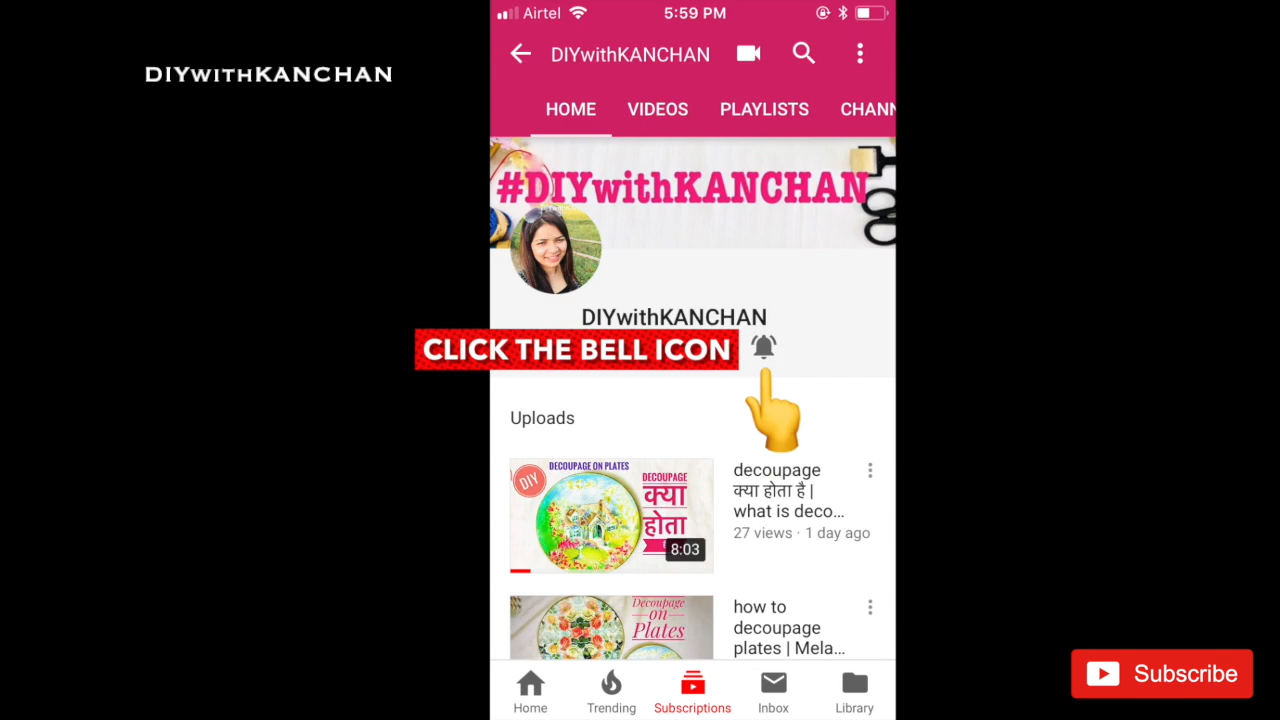 Airtel
5:59 PM
DIYwithKANCHAN
DIYwithKANCHAN
HOME
VIDEOS
PLAYLISTS
CHANN
#DIYwithKANCHAN
DIYwithKANCHAN
CLICK THE BELL ICON
Uploads
DIY
DECOUPAGE ON PLATES
DECOUPAGE
क्या
होता
8:03
decoupage
क्या होता है |
what is deco...
27 views · 1 day ago
Decoupage
on
Plates
how to
decoupage
plates | Mela...
Home
Trending
Subscriptions
Inbox
Library
Subscribe